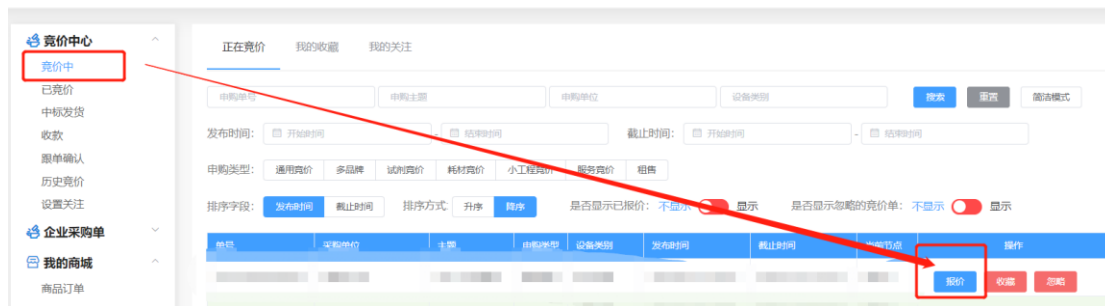 竞价中心
竞价中
已竞价
中标发货
收款
跟单确认
历史竞价
设置关注
企业采购单
我的商城
商品订单
正在竞价 我的收藏 我的关注
申购单号 申购主题 申购单位 设备类别 搜索 重置 简洁模式
发布时间: 开始时间 - 结束时间 截止时间: 开始时间 - 结束时间
申购类型: 通用竞价 多品牌 试剂竞价 耗材竞价 小工程竞价 服务竞价 租售
排序字段: 发布时间 截止时间 排序方式: 升序 降序 是否显示已报价: 不显示 显示 是否显示忽略的竞价单: 不显示 显示
单号 采购单位 主题 申购类型 设备类别 发布时间 截止时间 当前节点 操作
报价 收藏 忽略